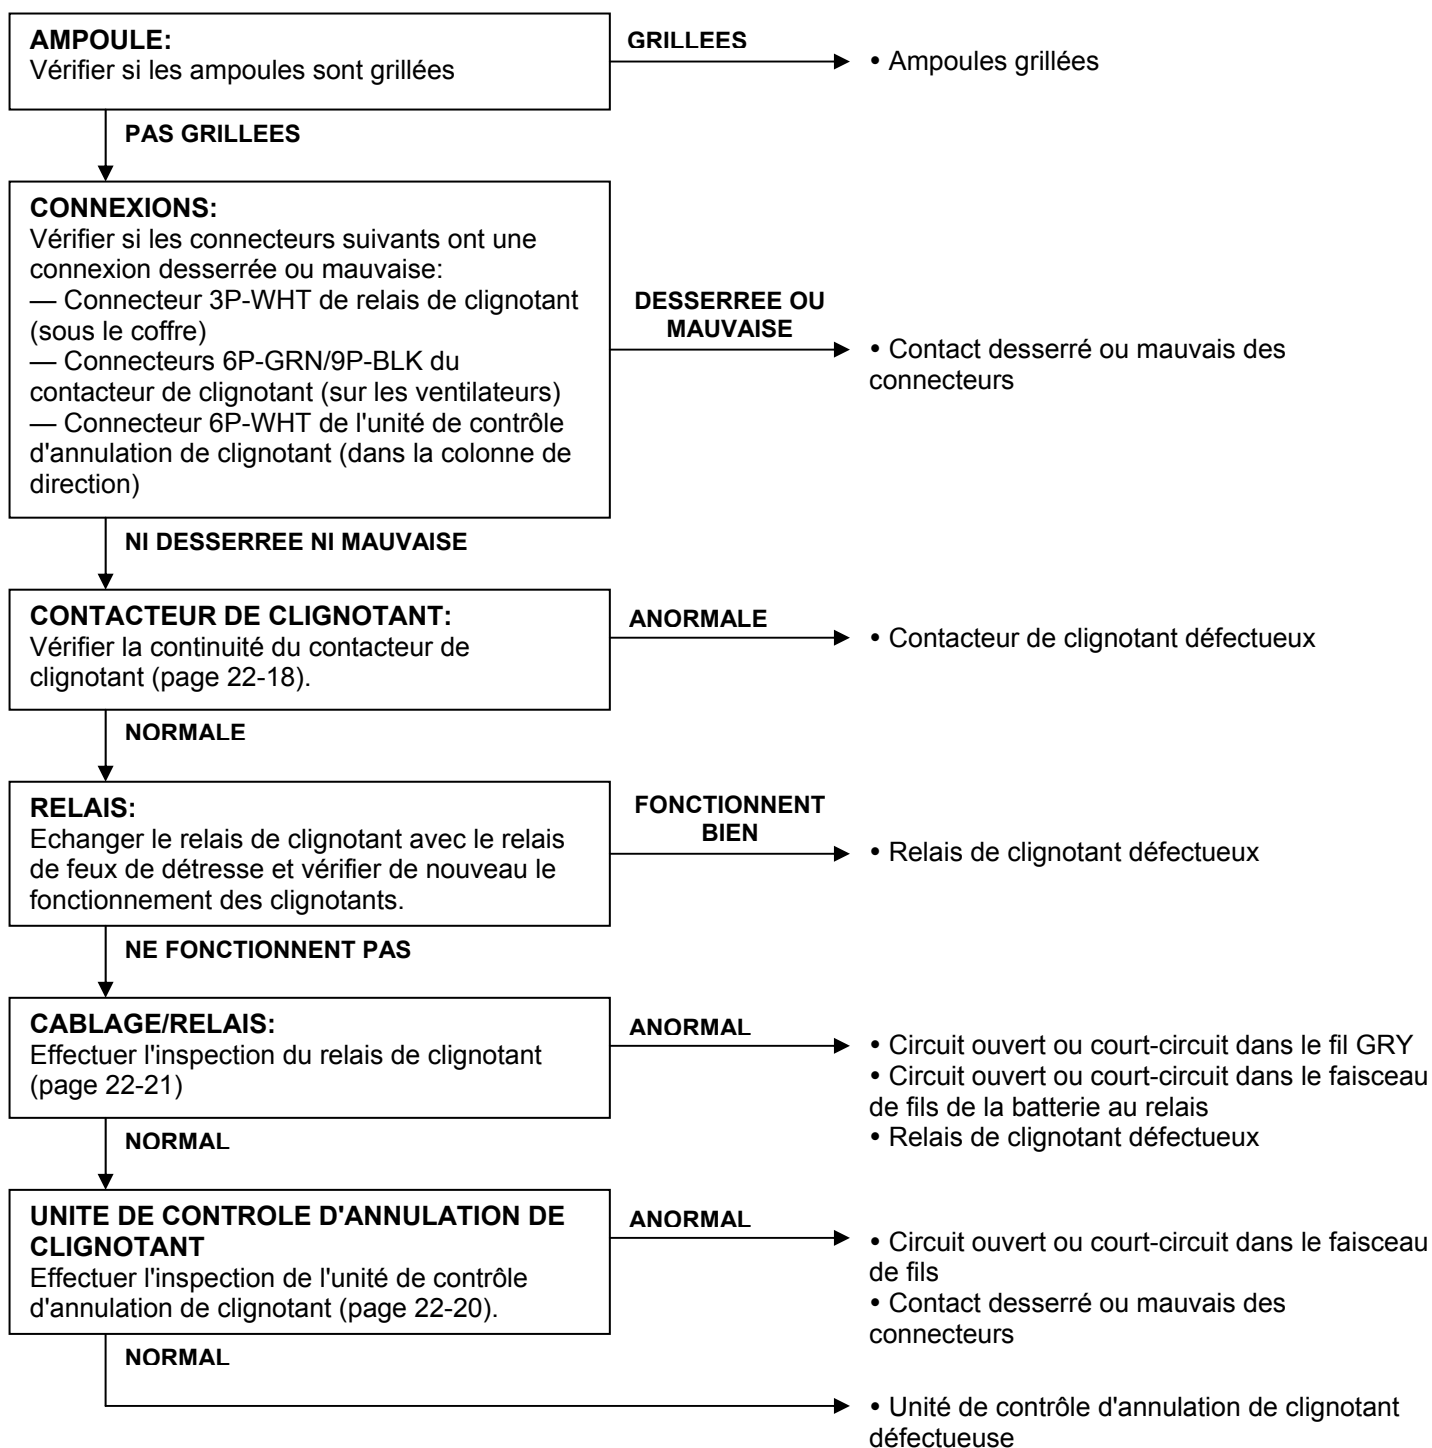 AMPOULE:
Vérifier si les ampoules sont grillées
GRILLEES
• Ampoules grillées
PAS GRILLEES
CONNEXIONS:
Vérifier si les connecteurs suivants ont une
connexion desserrée ou mauvaise:
— Connecteur 3P-WHT de relais de clignotant
(sous le coffre)
— Connecteurs 6P-GRN/9P-BLK du
contacteur de clignotant (sur les ventilateurs)
— Connecteur 6P-WHT de l'unité de contrôle
d'annulation de clignotant (dans la colonne de
direction)
DESSERREE OU
MAUVAISE
• Contact desserré ou mauvais des
connecteurs
NI DESSERREE NI MAUVAISE
CONTACTEUR DE CLIGNOTANT:
Vérifier la continuité du contacteur de
clignotant (page 22-18).
ANORMALE
• Contacteur de clignotant défectueux
NORMALE
RELAIS:
Echanger le relais de clignotant avec le relais
de feux de détresse et vérifier de nouveau le
fonctionnement des clignotants.
FONCTIONNENT
BIEN
• Relais de clignotant défectueux
NE FONCTIONNENT PAS
CABLAGE/RELAIS:
Effectuer l'inspection du relais de clignotant
(page 22-21)
ANORMAL
• Circuit ouvert ou court-circuit dans le fil GRY
• Circuit ouvert ou court-circuit dans le faisceau
de fils de la batterie au relais
• Relais de clignotant défectueux
NORMAL
UNITE DE CONTROLE D'ANNULATION DE
CLIGNOTANT
Effectuer l'inspection de l'unité de contrôle
d'annulation de clignotant (page 22-20).
ANORMAL
• Circuit ouvert ou court-circuit dans le faisceau
de fils
• Contact desserré ou mauvais des
connecteurs
NORMAL
• Unité de contrôle d'annulation de clignotant
défectueuse